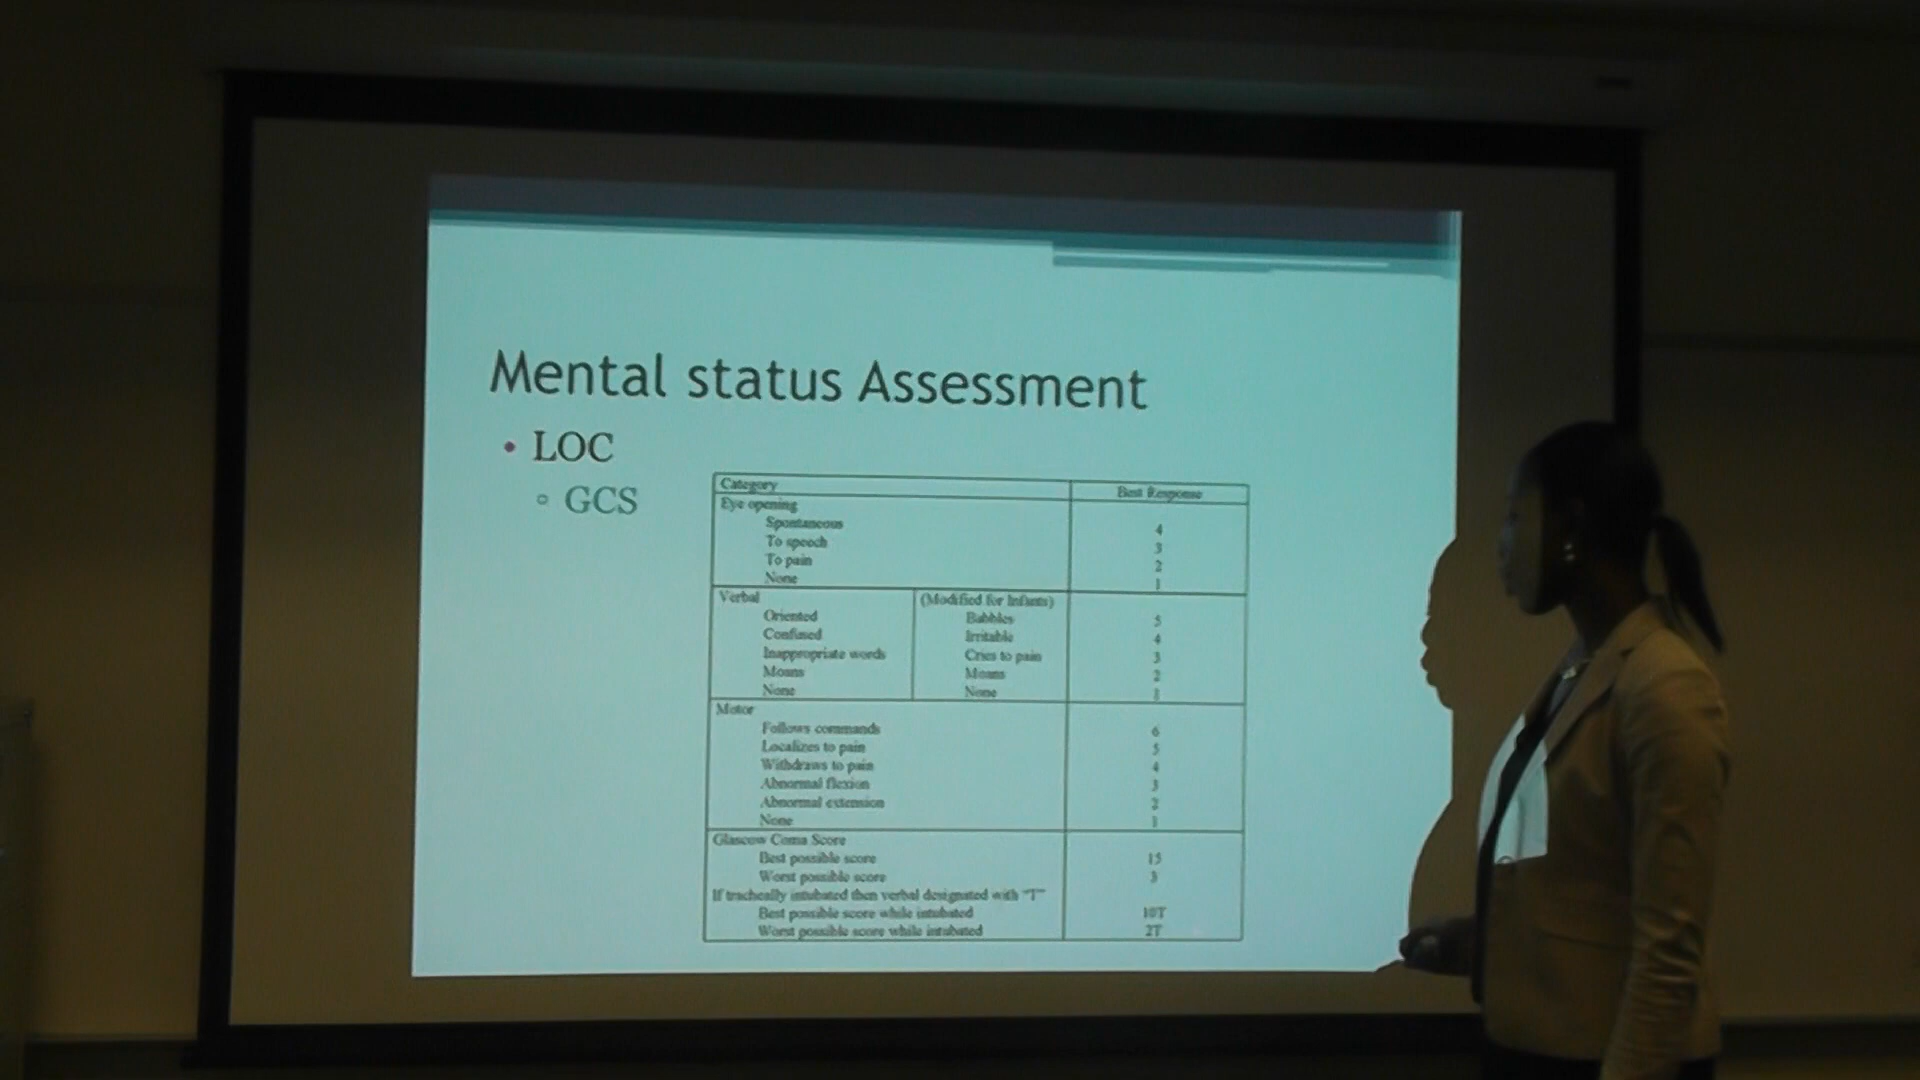 Mental status Assessment
• LOC
◦ GCS
Category Best Response
Eye opening
Spontaneous 4
To speech 3
To pain 2
None 1
Verbal (Modified for Infants)
Oriented Babbles 5
Confused Irritable 4
Inappropriate words Cries to pain 3
Moans Moans 2
None None 1
Motor
Follows commands 6
Localizes to pain 5
Withdraws to pain 4
Abnormal flexion 3
Abnormal extension 2
None 1
Glascow Coma Score
Best possible score 15
Worst possible score 3
If tracheally intubated then verbal designated with "T"
Best possible score while intubated 10T
Worst possible score while intubated 2T